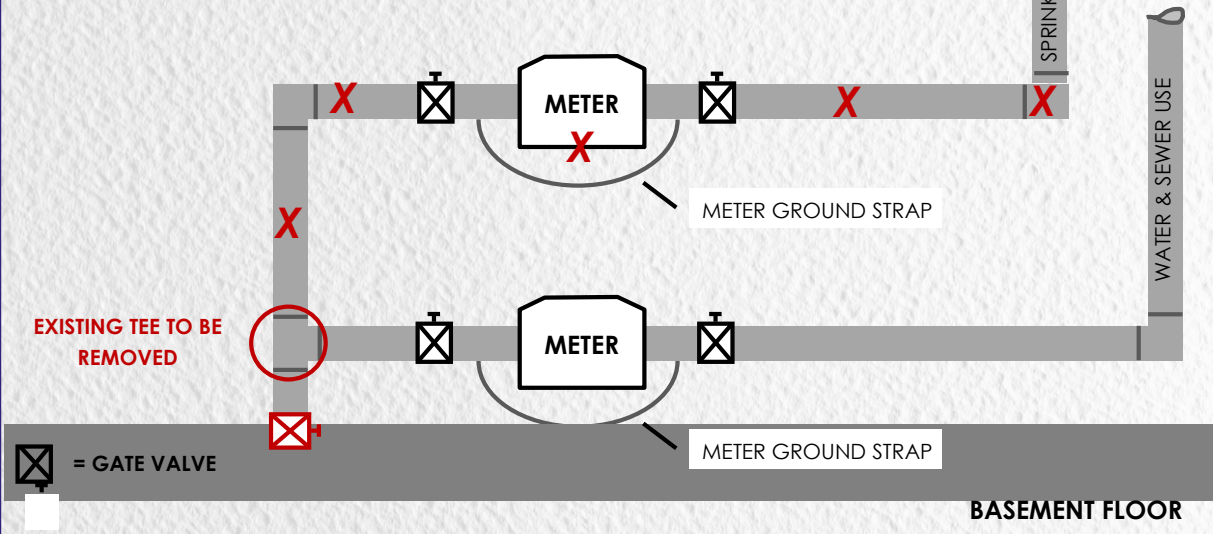 SPRINK
METER
X
X
X
X
METER GROUND STRAP
X
WATER & SEWER USE
EXISTING TEE TO BE
REMOVED
METER
METER GROUND STRAP
= GATE VALVE
BASEMENT FLOOR